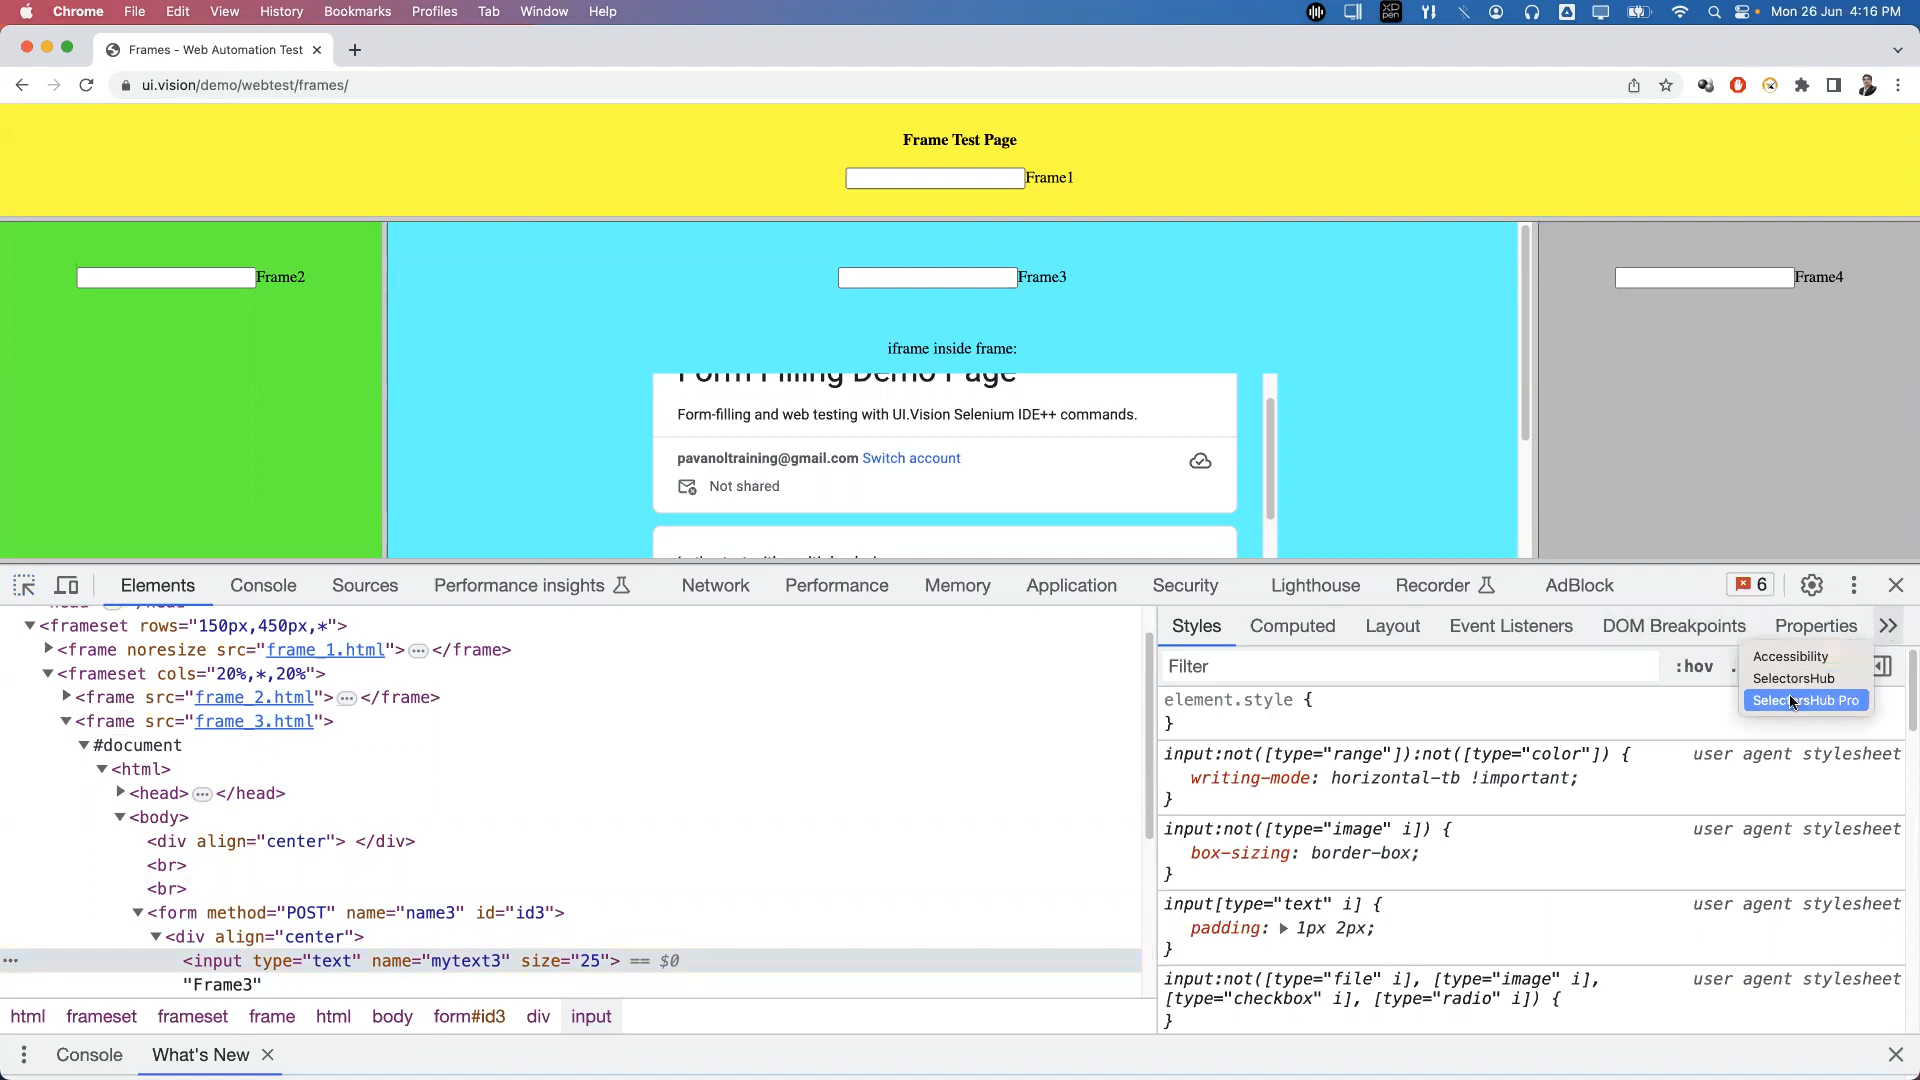 Chrome File Edit View History Bookmarks Profiles Tab Window Help
XP pen
Mon 26 Jun 4:16 PM
Frames - Web Automation Test
ui.vision/demo/webtest/frames/
Frame Test Page
Frame1
Frame2
Frame3
Frame4
iframe inside frame:
Form Filling Demo Page
Form-filling and web testing with UI.Vision Selenium IDE++ commands.
pavanoltraining@gmail.com Switch account
Not shared
Elements Console Sources Performance insights Network Performance Memory Application Security Lighthouse Recorder AdBlock 6
<frameset rows="150px,450px,*">
<frame noresize src="frame_1.html"> … </frame>
<frameset cols="20%,*,20%">
<frame src="frame_2.html"> … </frame>
<frame src="frame_3.html">
#document
<html>
<head> … </head>
<body>
<div align="center"> </div>
<br>
<br>
<form method="POST" name="name3" id="id3">
<div align="center">
… <input type="text" name="mytext3" size="25"> == $0
"Frame3"
html frameset frameset frame html body form#id3 div input
Styles Computed Layout Event Listeners DOM Breakpoints Properties
Filter :hov .
Accessibility
SelectorsHub
SelectorsHub Pro
element.style {
}
input:not([type="range"]):not([type="color"]) { user agent stylesheet
writing-mode: horizontal-tb !important;
}
input:not([type="image" i]) { user agent stylesheet
box-sizing: border-box;
}
input[type="text" i] { user agent stylesheet
padding: 1px 2px;
}
input:not([type="file" i], [type="image" i], user agent stylesheet
[type="checkbox" i], [type="radio" i]) {
}
Console What's New